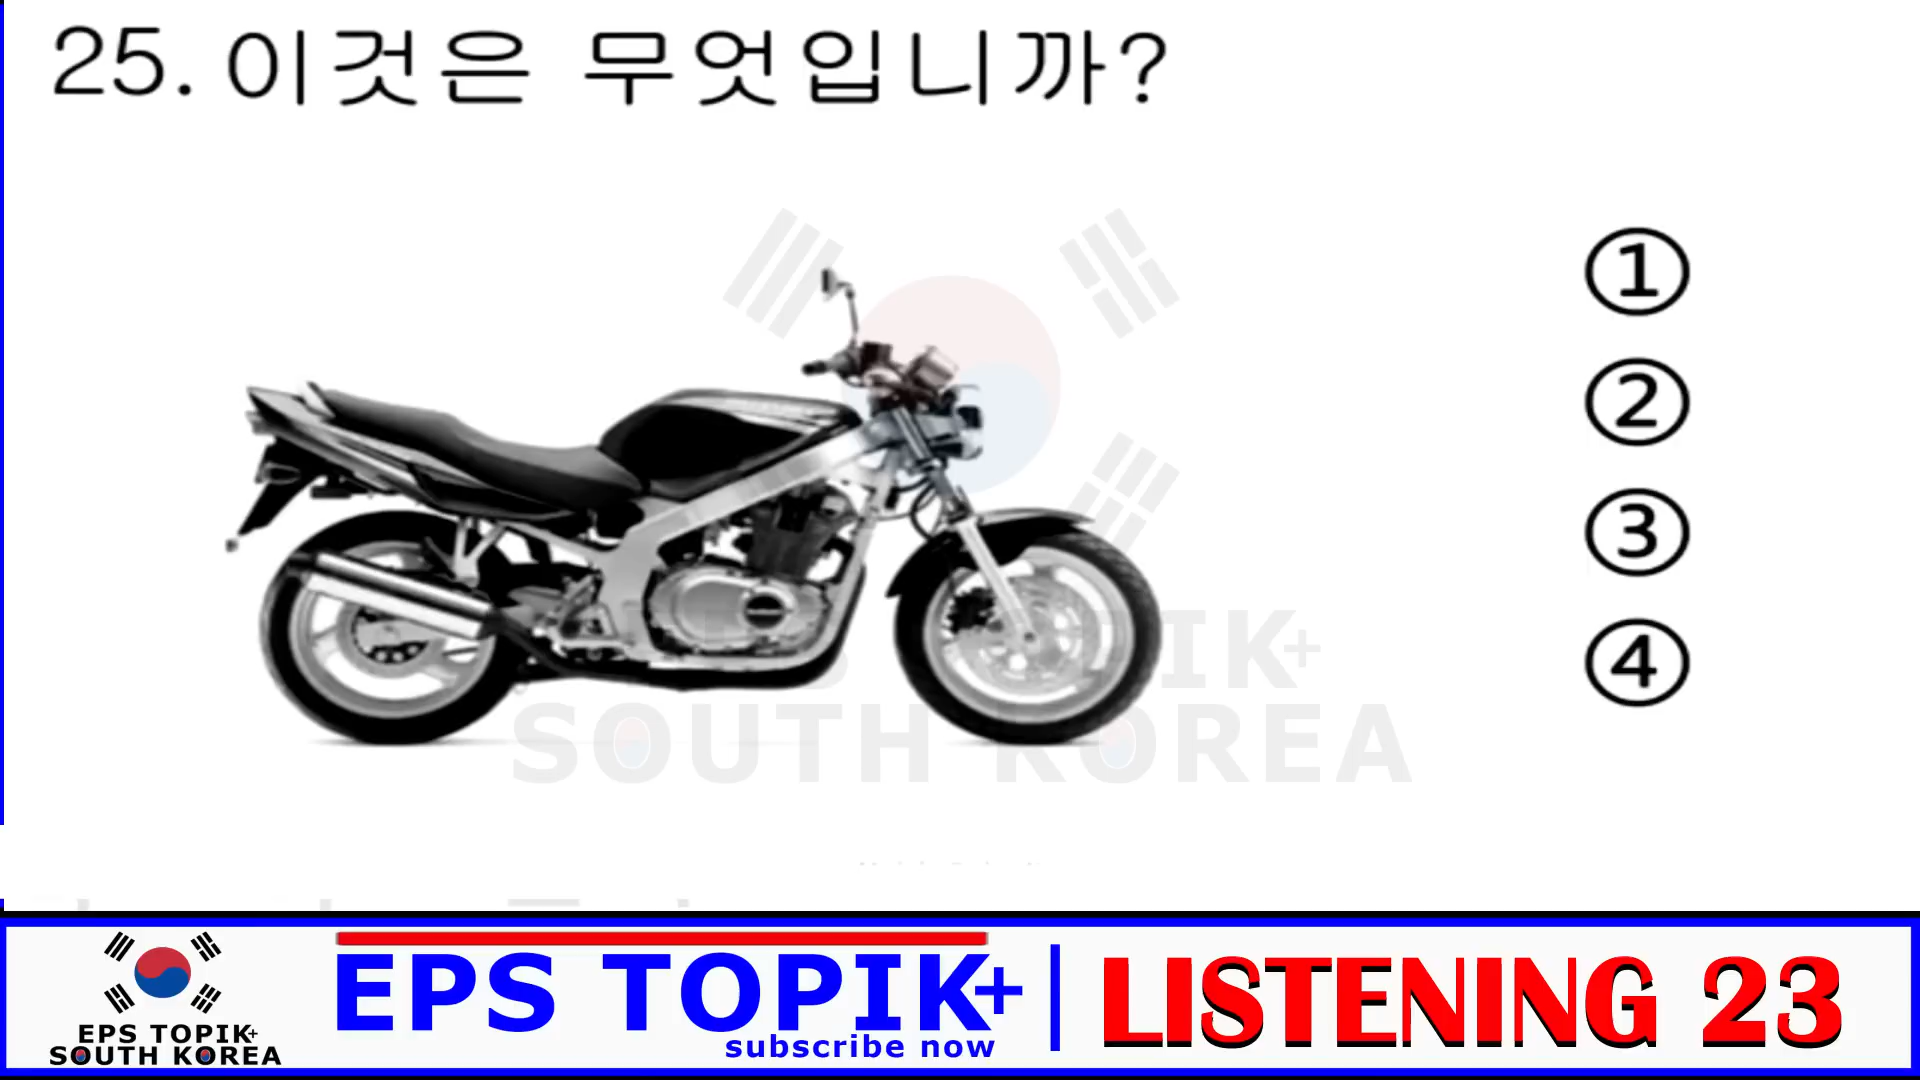 25. 이것은 무엇입니까?
①
②
③
④
EPS TOPIK+
SOUTH KOREA
EPS TOPIK+
SOUTH KOREA
EPS TOPIK+
subscribe now
LISTENING 23